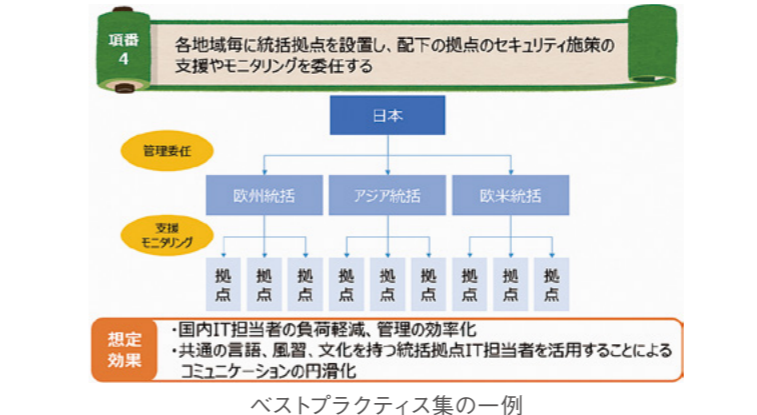 項番
4
各地域毎に統括拠点を設置し、配下の拠点のセキュリティ施策の
支援やモニタリングを委任する
日本
管理委任
欧州統括
アジア統括
欧米統括
支援
モニタリング
拠点
拠点
拠点
拠点
拠点
拠点
拠点
拠点
拠点
想定
効果
・国内IT担当者の負荷軽減、管理の効率化
・共通の言語、風習、文化を持つ統括拠点IT担当者を活用することによる
コミュニケーションの円滑化
ベストプラクティス集の一例